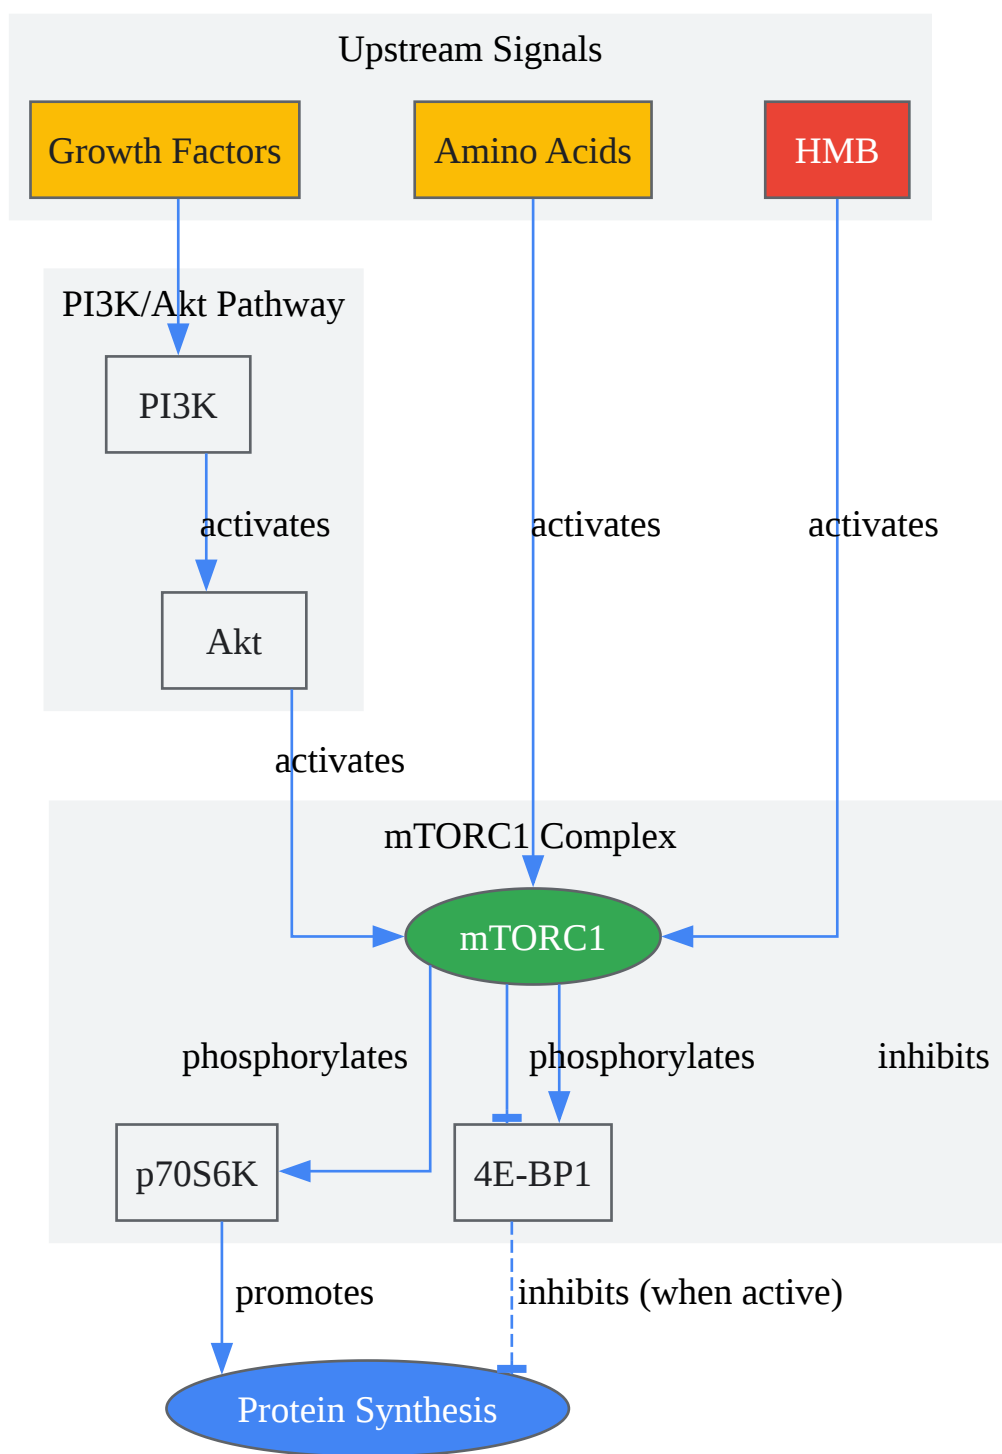 Upstream Signals
Growth Factors
Amino Acids
HMB
PI3K/Akt Pathway
PI3K
activates
activates
activates
Akt
activates
mTORC1 Complex
mTORC1
phosphorylates
phosphorylates
inhibits
p70S6K
4E-BP1
promotes
inhibits (when active)
Protein Synthesis